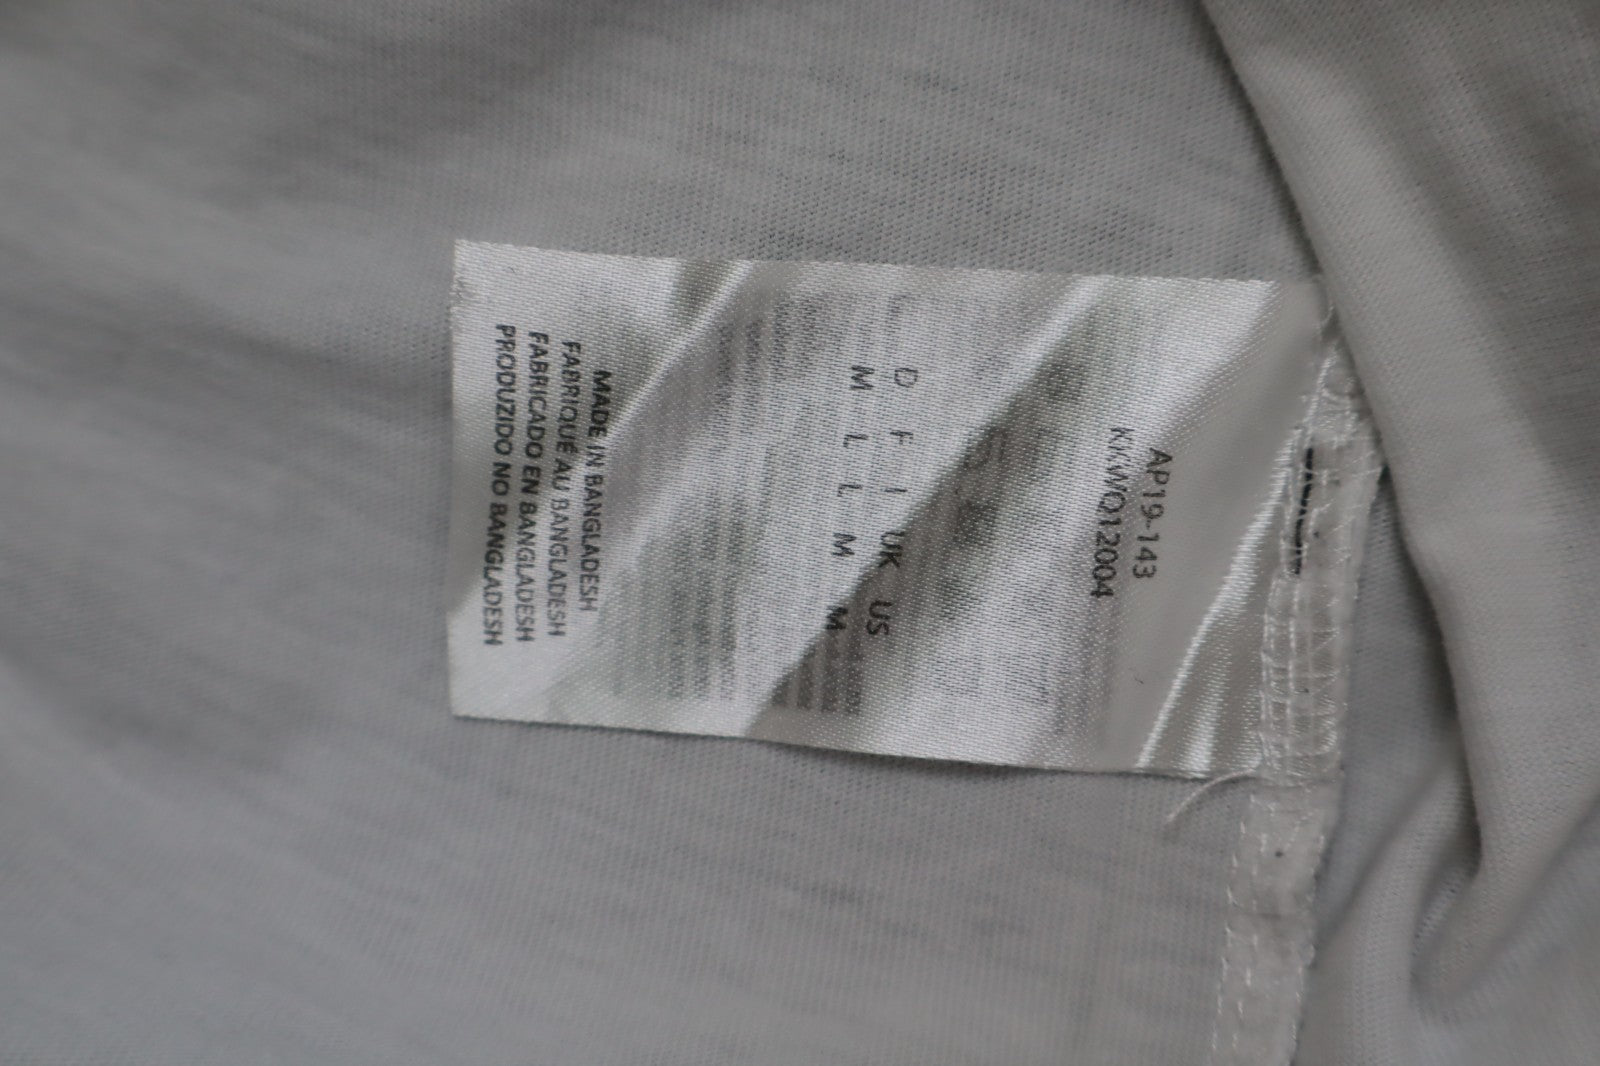 AP19-143
KKWQ12004
D F I UK US
M L L M M
MADE IN BANGLADESH
FABRIQUÉ AU BANGLADESH
FABRICADO EN BANGLADESH
PRODUZIDO NO BANGLADESH